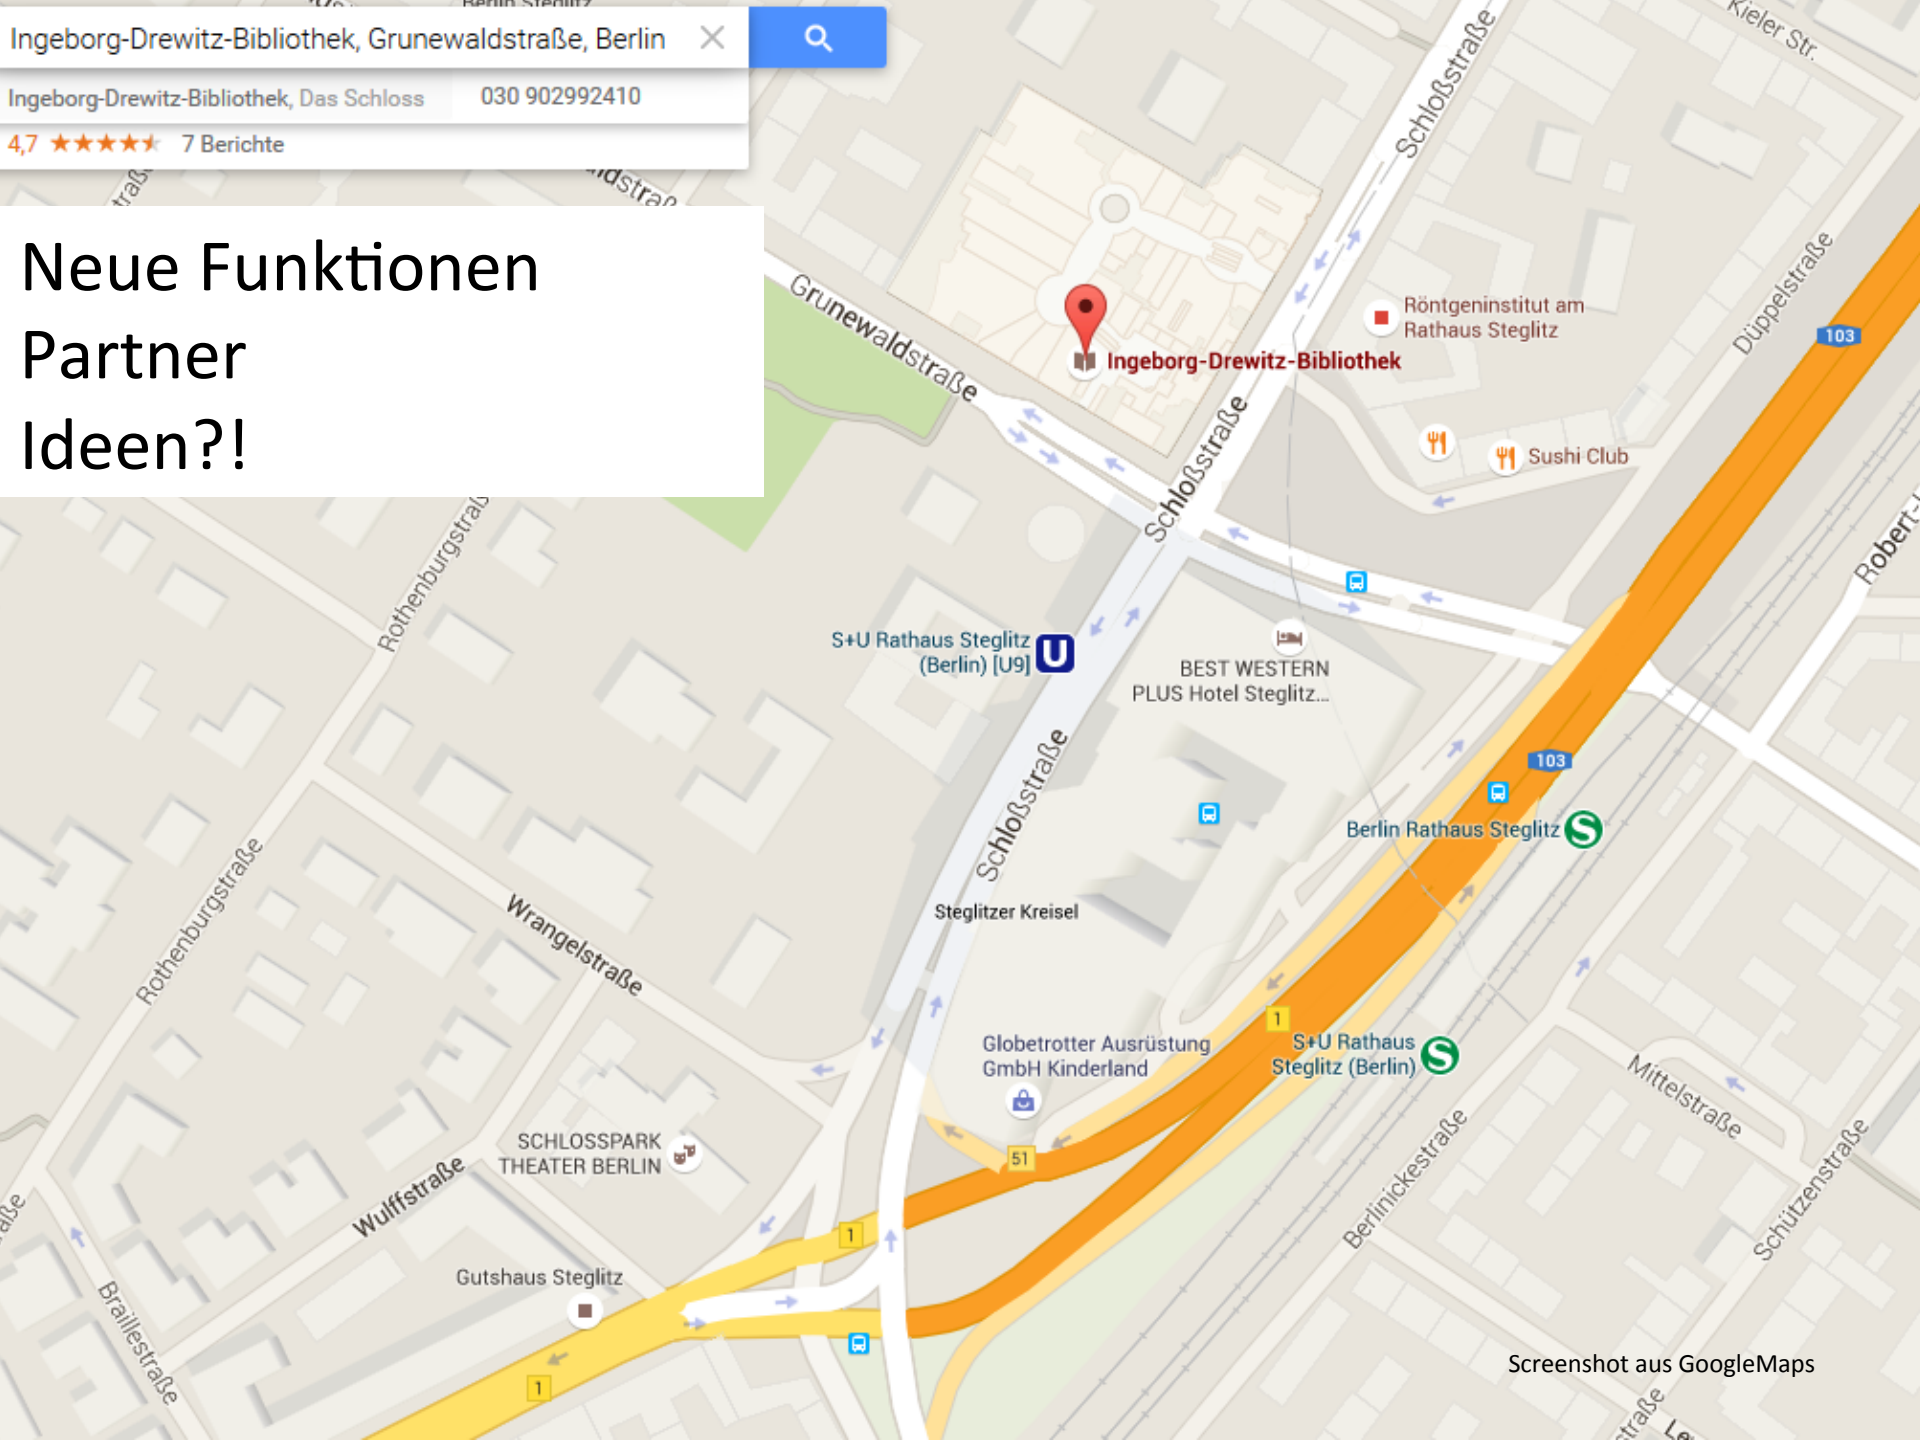 Berlin Steglitz
Ingeborg-Drewitz-Bibliothek, Grunewaldstraße, Berlin
Ingeborg-Drewitz-Bibliothek, Das Schloss
030 902992410
4,7
7 Berichte
Neue Funktionen
Partner
Ideen?!
Kieler Str.
Schloßstraße
Grunewaldstraße
Düppelstraße
Röntgeninstitut am
Rathaus Steglitz
103
Ingeborg-Drewitz-Bibliothek
Schloßstraße
Sushi Club
Rothenburgstraß
Robert-
S+U Rathaus Steglitz
(Berlin) [U9]
U
BEST WESTERN
PLUS Hotel Steglitz...
103
Schloßstraße
Berlin Rathaus Steglitz
S
Rothenburgstraße
Wrangelstraße
Steglitzer Kreisel
1
Globetrotter Ausrüstung
GmbH Kinderland
S+U Rathaus
Steglitz (Berlin)
S
Mittelstraße
SCHLOSSPARK
THEATER BERLIN
51
Wulffstraße
Berlinickestraße
Schützenstraße
1
Gutshaus Steglitz
Braillestraße
1
Screenshot aus GoogleMaps